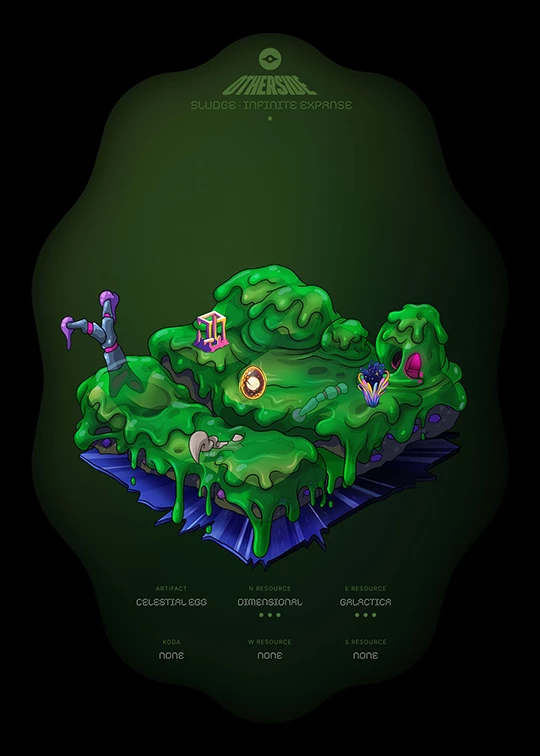 OTHERSIDE
SLUDGE · INFINITE EXPANSE
ARTIFACT
CELESTIAL EGG
N RESOURCE
DIMENSIONAL
E RESOURCE
GALACTICA
KODA
NONE
W RESOURCE
NONE
S RESOURCE
NONE